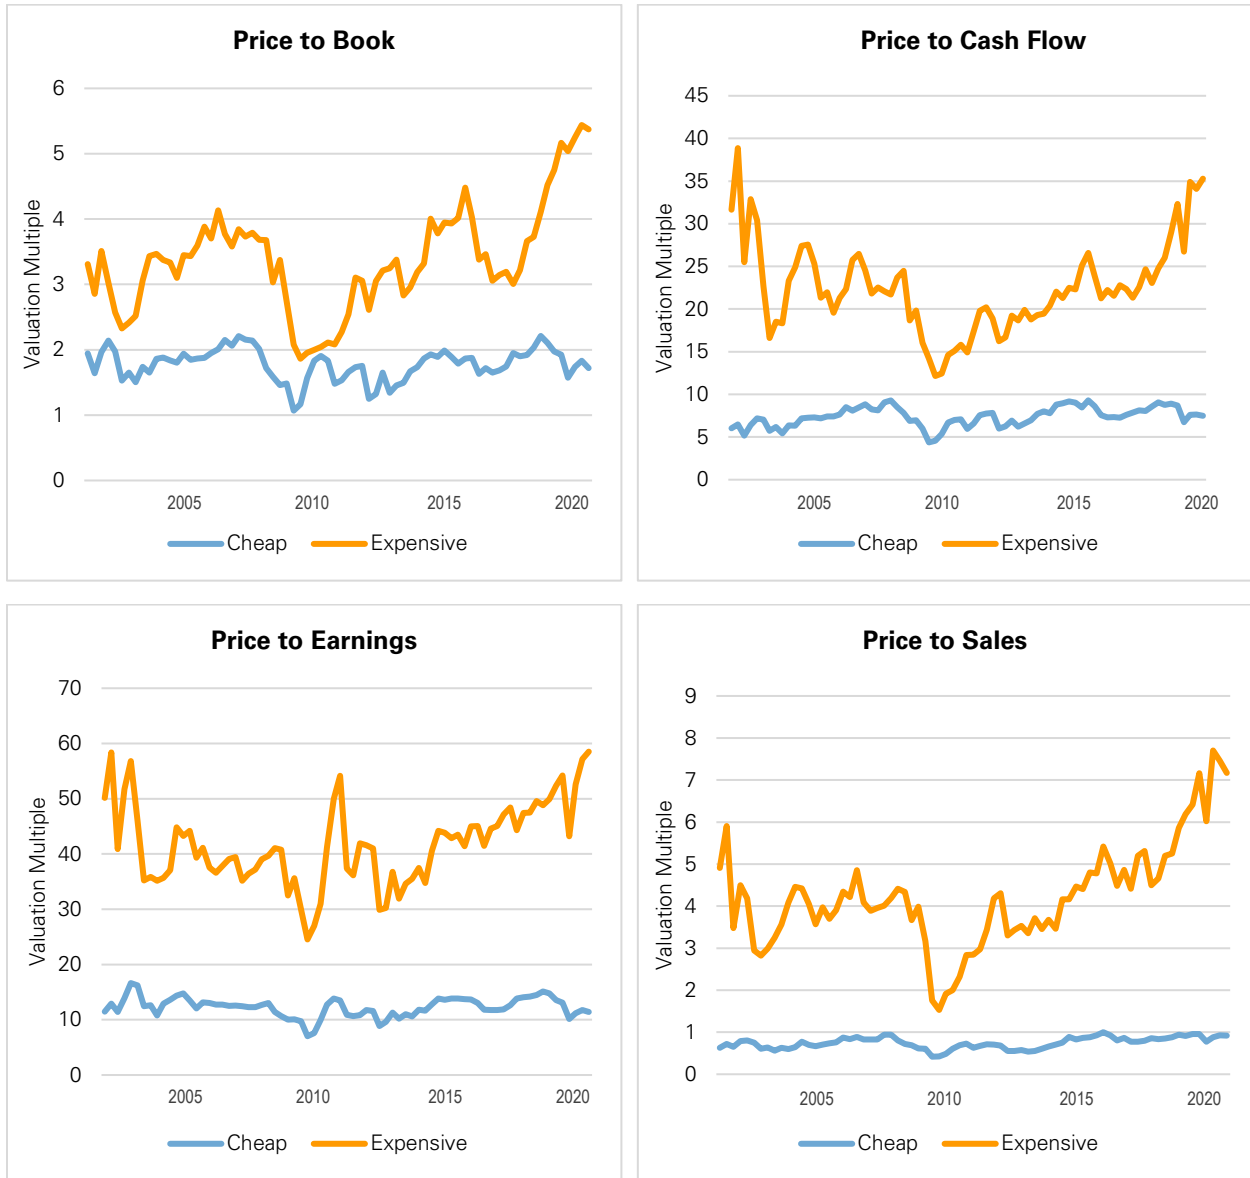 Price to Book
Valuation Multiple
6
5
4
3
2
1
0
2005 2010 2015 2020
Cheap Expensive
Price to Cash Flow
Valuation Multiple
45
40
35
30
25
20
15
10
5
0
2005 2010 2015 2020
Cheap Expensive
Price to Earnings
Valuation Multiple
70
60
50
40
30
20
10
0
2005 2010 2015 2020
Cheap Expensive
Price to Sales
Valuation Multiple
9
8
7
6
5
4
3
2
1
0
2005 2010 2015 2020
Cheap Expensive